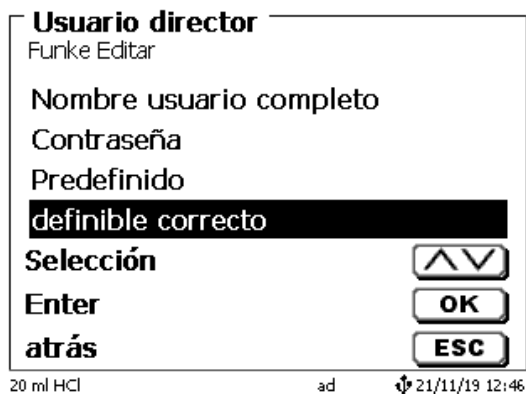 Usuario director
Funke Editar
Nombre usuario completo
Contraseña
Predefinido
definible correcto
Selección
Enter OK
atrás ESC
20 ml HCl ad 21/11/19 12:46